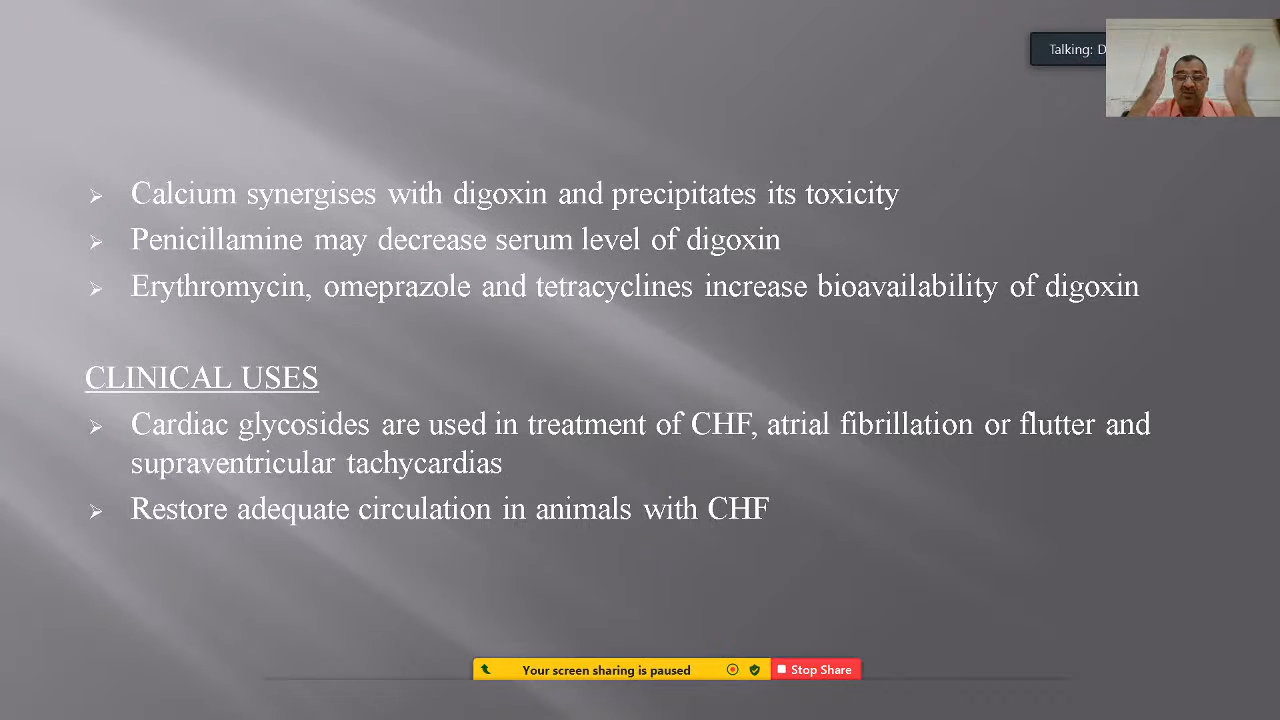 Talking: D
Calcium synergises with digoxin and precipitates its toxicity
Penicillamine may decrease serum level of digoxin
Erythromycin, omeprazole and tetracyclines increase bioavailability of digoxin
CLINICAL USES
Cardiac glycosides are used in treatment of CHF, atrial fibrillation or flutter and
supraventricular tachycardias
Restore adequate circulation in animals with CHF
Your screen sharing is paused
Stop Share